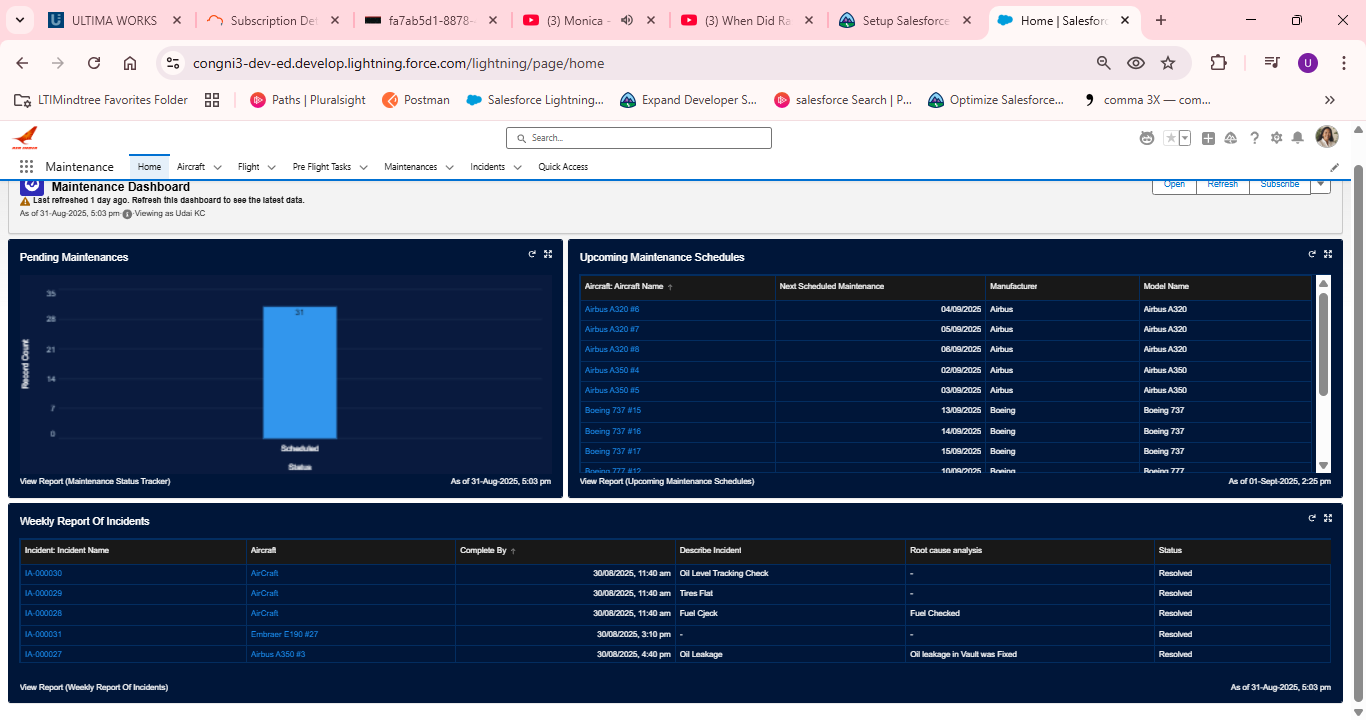 ULTIMA WORKS
Subscription De
fa7ab5d1-8878-
(3) Monica -
(3) When Did Ra
Setup Salesforce
Home | Salesforc
congni3-dev-ed.develop.lightning.force.com/lightning/page/home
U
LTIMindtree Favorites Folder
Paths | Pluralsight
Postman
Salesforce Lightning...
Expand Developer S...
salesforce Search | P...
Optimize Salesforce...
comma 3X — com...
Search...
Maintenance
Home
Aircraft
Flight
Pre Flight Tasks
Maintenances
Incidents
Quick Access
Maintenance Dashboard
Open Refresh Subscribe
Last refreshed 1 day ago. Refresh this dashboard to see the latest data.
As of 31-Aug-2025, 5:03 pm Viewing as Udai KC
Pending Maintenances
35
28
21
14
7
0
Record Count
31
Scheduled
Status
View Report (Maintenance Status Tracker) As of 31-Aug-2025, 5:03 pm
Upcoming Maintenance Schedules
Aircraft: Aircraft Name ↑ Next Scheduled Maintenance Manufacturer Model Name
Airbus A320 #6 04/09/2025 Airbus Airbus A320
Airbus A320 #7 05/09/2025 Airbus Airbus A320
Airbus A320 #8 06/09/2025 Airbus Airbus A320
Airbus A350 #4 02/09/2025 Airbus Airbus A350
Airbus A350 #5 03/09/2025 Airbus Airbus A350
Boeing 737 #15 13/09/2025 Boeing Boeing 737
Boeing 737 #16 14/09/2025 Boeing Boeing 737
Boeing 737 #17 15/09/2025 Boeing Boeing 737
Boeing 777 #12 10/09/2025 Boeing Boeing 777
View Report (Upcoming Maintenance Schedules) As of 01-Sept-2025, 2:25 pm
Weekly Report Of Incidents
Incident: Incident Name Aircraft Complete By ↑ Describe Incident Root cause analysis Status
IA-000030 AirCraft 30/08/2025, 11:40 am Oil Level Tracking Check - Resolved
IA-000029 AirCraft 30/08/2025, 11:40 am Tires Flat - Resolved
IA-000028 AirCraft 30/08/2025, 11:40 am Fuel Cjeck Fuel Checked Resolved
IA-000031 Embraer E190 #27 30/08/2025, 3:10 pm - - Resolved
IA-000027 Airbus A350 #3 30/08/2025, 4:40 pm Oil Leakage Oil leakage in Vault was Fixed Resolved
View Report (Weekly Report Of Incidents) As of 31-Aug-2025, 5:03 pm